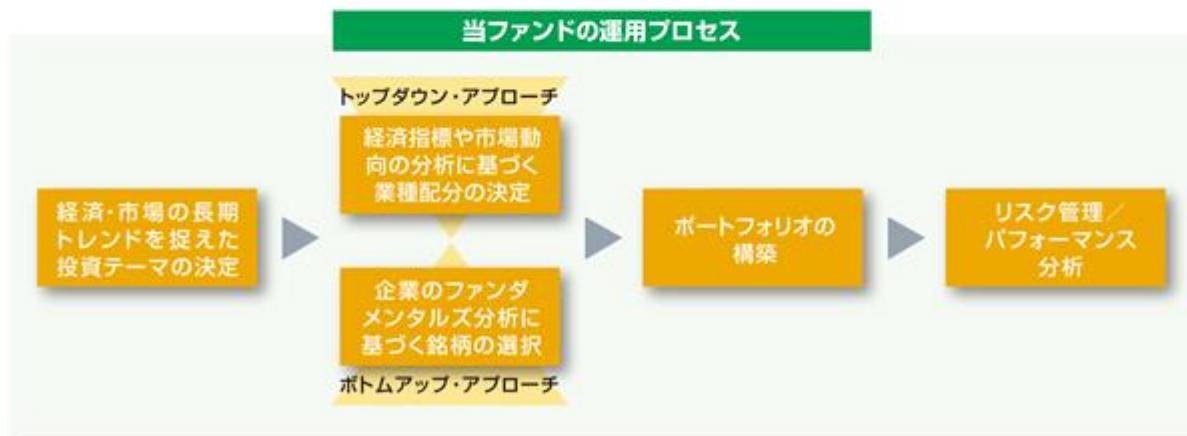 当ファンドの運用プロセス
経済・市場の長期
トレンドを捉えた
投資テーマの決定
トップダウン・アプローチ
経済指標や市場動
向の分析に基づく
業種配分の決定
企業のファンダ
メンタルズ分析に
基づく銘柄の選択
ボトムアップ・アプローチ
ポートフォリオの
構築
リスク管理／
パフォーマンス
分析